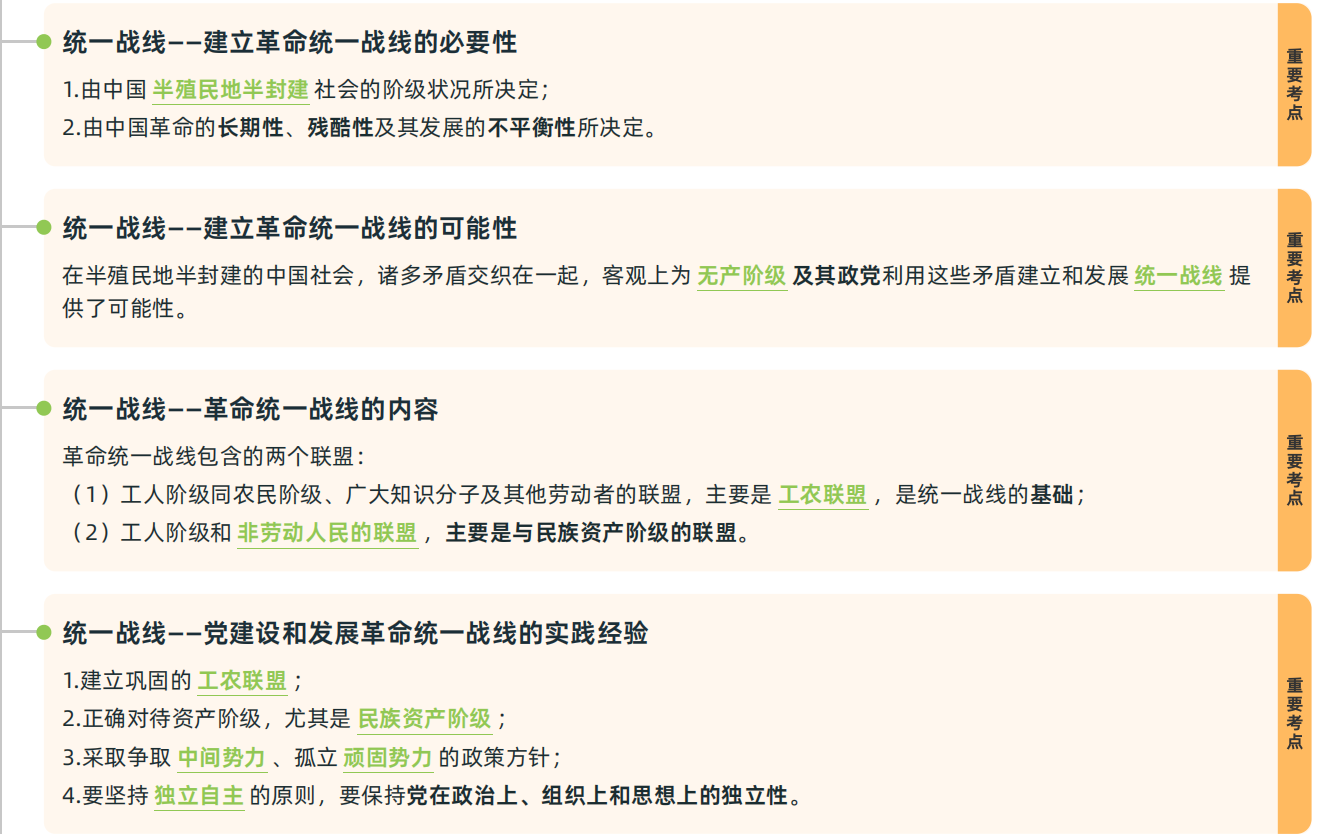 统一战线——建立革命统一战线的必要性
1.由中国 半殖民地半封建 社会的阶级状况所决定；
2.由中国革命的长期性、残酷性及其发展的不平衡性所决定。
重要考点
统一战线——建立革命统一战线的可能性
在半殖民地半封建的中国社会，诸多矛盾交织在一起，客观上为 无产阶级 及其政党利用这些矛盾建立和发展 统一战线 提
供了可能性。
重要考点
统一战线——革命统一战线的内容
革命统一战线包含的两个联盟：
（1）工人阶级同农民阶级、广大知识分子及其他劳动者的联盟，主要是 工农联盟 ，是统一战线的基础；
（2）工人阶级和 非劳动人民的联盟 ，主要是与民族资产阶级的联盟。
重要考点
统一战线——党建设和发展革命统一战线的实践经验
1.建立巩固的 工农联盟 ；
2.正确对待资产阶级，尤其是 民族资产阶级 ；
3.采取争取 中间势力 、孤立 顽固势力 的政策方针；
4.要坚持 独立自主 的原则，要保持党在政治上、组织上和思想上的独立性。
重要考点